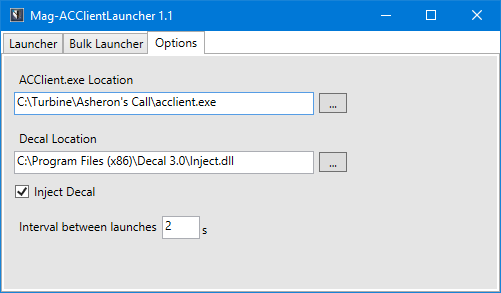 Mag-ACClientLauncher 1.1
Launcher Bulk Launcher Options
ACClient.exe Location
C:\Turbine\Asheron's Call\acclient.exe ...
Decal Location
C:\Program Files (x86)\Decal 3.0\Inject.dll ...
Inject Decal
Interval between launches 2 s